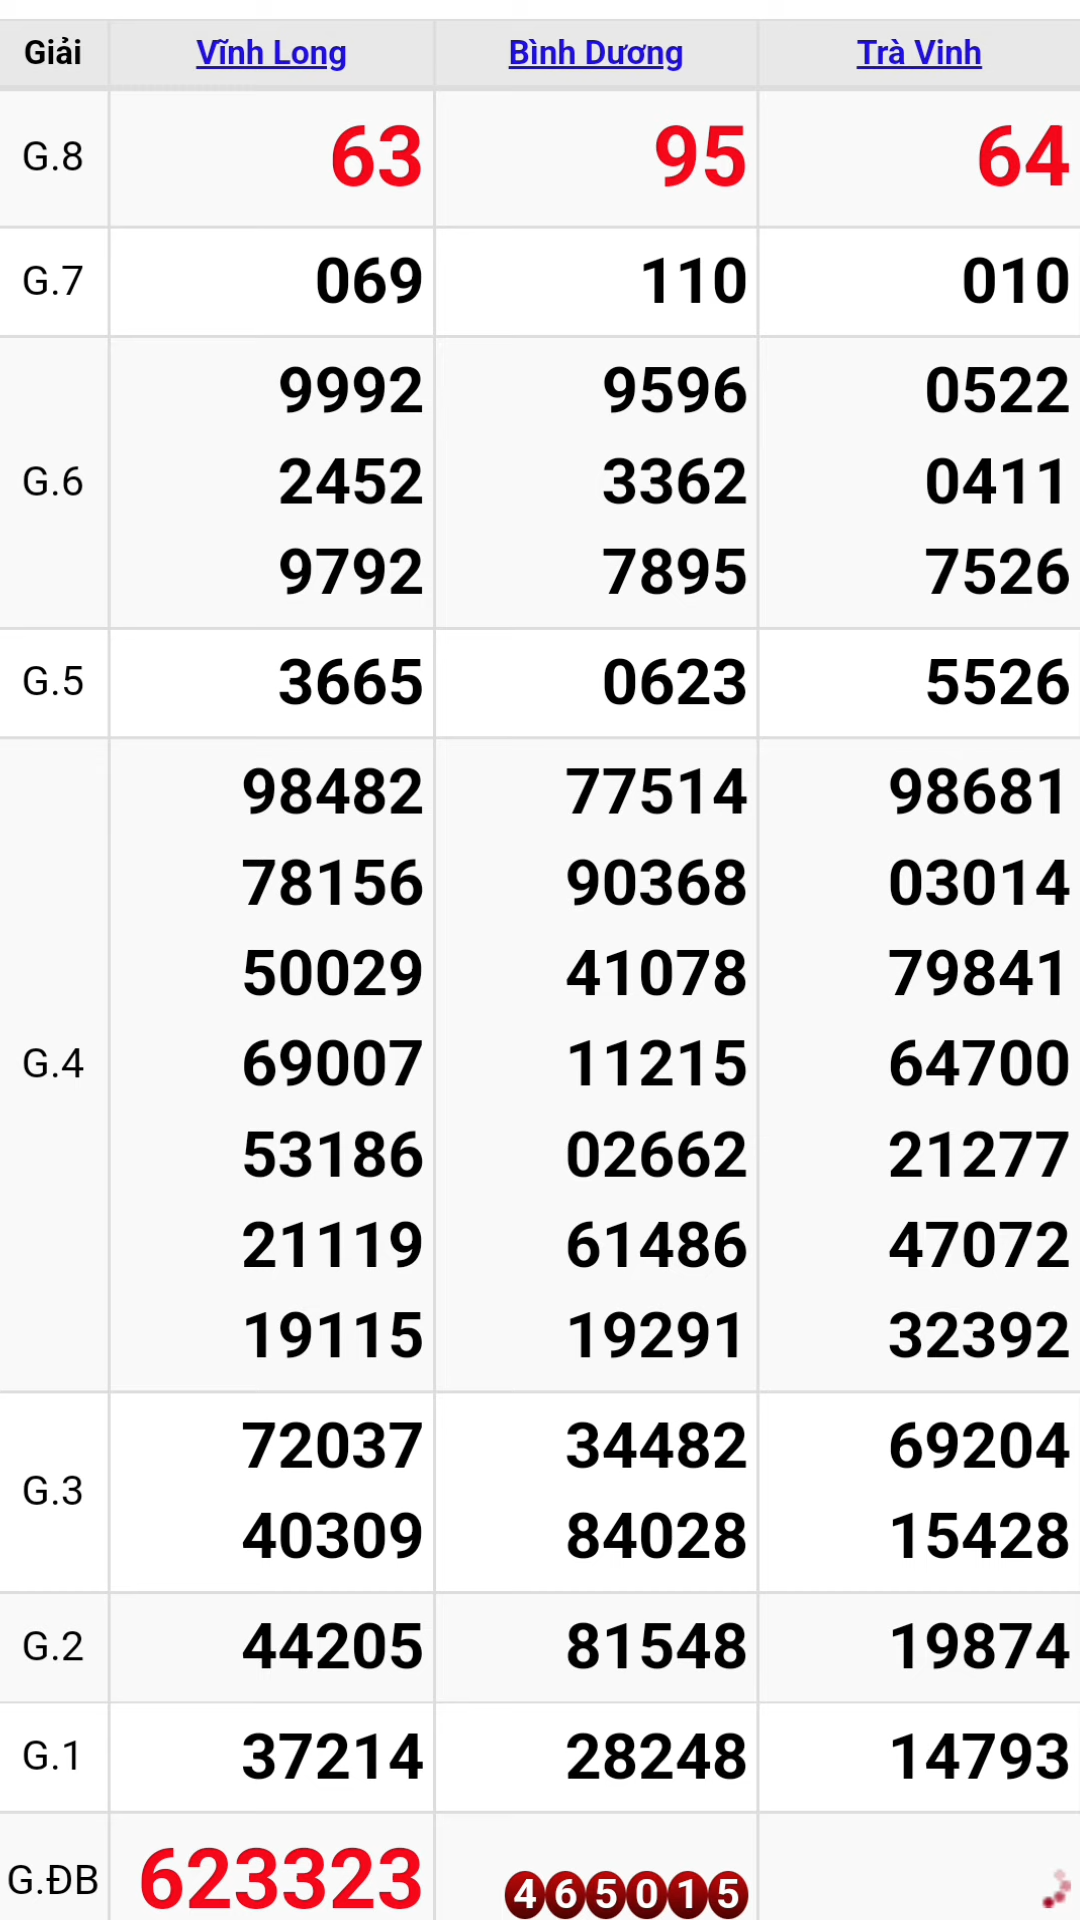 Giải Vĩnh Long Bình Dương Trà Vinh
G.8 63 95 64
G.7 069 110 010
9992 9596 0522
G.6 2452 3362 0411
9792 7895 7526
G.5 3665 0623 5526
98482 77514 98681
78156 90368 03014
50029 41078 79841
G.4 69007 11215 64700
53186 02662 21277
21119 61486 47072
19115 19291 32392
G.3
72037 34482 69204
40309 84028 15428
G.2 44205 81548 19874
G.1 37214 28248 14793
G.ĐB 623323 465015